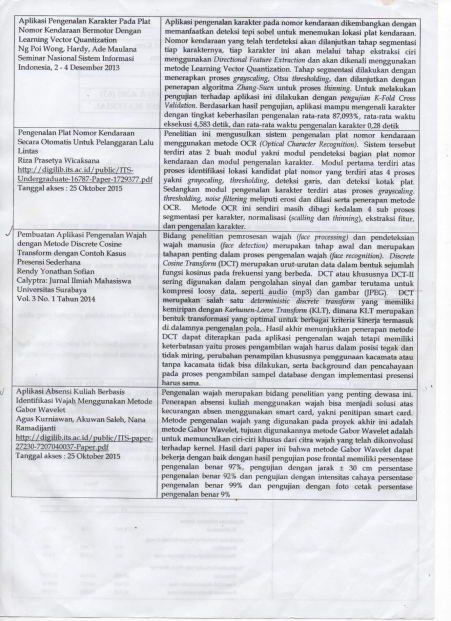 Aplikasi Pengenalan Karakter Pada Plat
Nomor Kendaraan Bermotor Dengan
Learning Vector Quantization
Ng Poi Wong, Hardy, Ade Maulana
Seminar Nasional Sistem Informasi
Indonesia, 2 - 4 Desember 2013
Aplikasi pengenalan karakter pada nomor kendaraan dikembangkan dengan
memanfaatkan deteksi tepi sobel untuk menemukan lokasi plat kendaraan.
Nomor kendaraan yang telah terdeteksi akan dilanjutkan tahap segmentasi
tiap karakternya, tiap karakter ini akan melalui tahap ekstraksi ciri
menggunakan Directional Feature Extraction dan akan dikenali menggunakan
metode Learning Vector Quantization. Tahap segmentasi dilakukan dengan
menerapkan proses grayscaling, Otsu thresholding, dan dilanjutkan dengan
penerapan algoritma Zhang-Suen untuk proses thinning. Untuk melakukan
pengujian terhadap aplikasi ini dilakukan dengan pengujian K-Fold Cross
Validation. Berdasarkan hasil pengujian, aplikasi mampu mengenali karakter
dengan tingkat keberhasilan pengenalan rata-rata 87,093%, rata-rata waktu
eksekusi 4,583 detik, dan rata-rata waktu pengenalan karakter 0,28 detik
Pengenalan Plat Nomor Kendaraan
Secara Otomatis Untuk Pelanggaran Lalu
Lintas
Riza Prasetya Wicaksana
http://digilib.its.ac.id/public/ITS-
Undergraduate-16787-Paper-1729377.pdf
Tanggal akses : 25 Oktober 2015
Penelitian ini mengusulkan sistem pengenalan plat nomor kendaraan
menggunakan metode OCR (Optical Character Recognition). Sistem tersebut
terdiri atas 2 buah modul yakni modul pendeteksi bagian plat nomor
kendaraan dan modul pengenalan karakter. Modul pertama terdiri atas
proses identifikasi lokasi kandidat plat nomor yang terdiri atas 4 proses
yakni grayscaling, thresholding, deteksi garis, dan deteksi kotak plat.
Sedangkan modul pengenalan karakter terdiri atas proses grayscaling,
thresholding, noise filtering meliputi erosi dan dilasi serta penerapan metode
OCR. Metode OCR ini sendiri masih dibagi kedalam 4 sub proses
segmentasi per karakter, normalisasi (scalling dan thinning), ekstraksi fitur,
dan pengenalan karakter.
Pembuatan Aplikasi Pengenalan Wajah
dengan Metode Discrete Cosine
Transform dengan Contoh Kasus
Presensi Sederhana
Rendy Yonathan Sofian
Calyptra: Jurnal Ilmiah Mahasiswa
Universitas Surabaya
Vol. 3 No. 1 Tahun 2014
Bidang penelitian pemrosesan wajah (face processing) dan pendeteksian
wajah manusia (face detection) merupakan tahap awal dan merupakan
tahapan penting dalam proses pengenalan wajah (face recognition). Discrete
Cosine Transform (DCT) merupakan urut-urutan data dalam bentuk sejumlah
fungsi kosinus pada frekuensi yang berbeda. DCT atau khususnya DCT-II
sering digunakan dalam pengolahan sinyal dan gambar terutama untuk
kompresi loosy data, seperti audio (mp3) dan gambar (JPEG). DCT
merupakan salah satu deterministic discrete transform yang memiliki
kemiripan dengan Karhunen-Loeve Transform (KLT), dimana KLT merupakan
bentuk transformasi yang optimal untuk berbagai kriteria kinerja termasuk
di dalamnya pengenalan pola. Hasil akhir menunjukkan penerapan metode
DCT dapat diterapkan pada aplikasi pengenalan wajah tetapi memiliki
keterbatasan yaitu proses pengambilan wajah harus dalam posisi tegak dan
tidak miring, perubahan penampilan khususnya penggunaan kacamata atau
tanpa kacamata tidak bisa dilakukan, serta background dan pencahayaan
pada proses pengambilan sampel database dengan implementasi presensi
harus sama.
Aplikasi Absensi Kuliah Berbasis
Identifikasi Wajah Menggunakan Metode
Gabor Wavelet
Agus Kurniawan, Akuwan Saleh, Nana
Ramadijanti
http://digilib.its.ac.id/public/ITS-paper-
27230-7207040037-Paper.pdf
Tanggal akses : 25 Oktober 2015
Pengenalan wajah merupakan bidang penelitian yang penting dewasa ini.
Penerapan absensi kuliah menggunakan wajah bisa menjadi solusi atas
kecurangan absen menggunakan smart card, yakni penitipan smart card.
Metode pengenalan wajah yang digunakan pada proyek akhir ini adalah
metode Gabor Wavelet, tujuan digunakannya metode Gabor Wavelet adalah
untuk memunculkan ciri-ciri khusus dari citra wajah yang telah dikonvolusi
terhadap kernel. Hasil dari paper ini bahwa metode Gabor Wavelet dapat
bekerja dengan baik dengan hasil pengujian pose frontal memiliki persentase
pengenalan benar 97%, pengujian dengan jarak ± 30 cm persentase
pengenalan benar 92% dan pengujian dengan intensitas cahaya persentase
pengenalan benar 99% dan pengujian dengan foto cetak persentase
pengenalan benar 9%